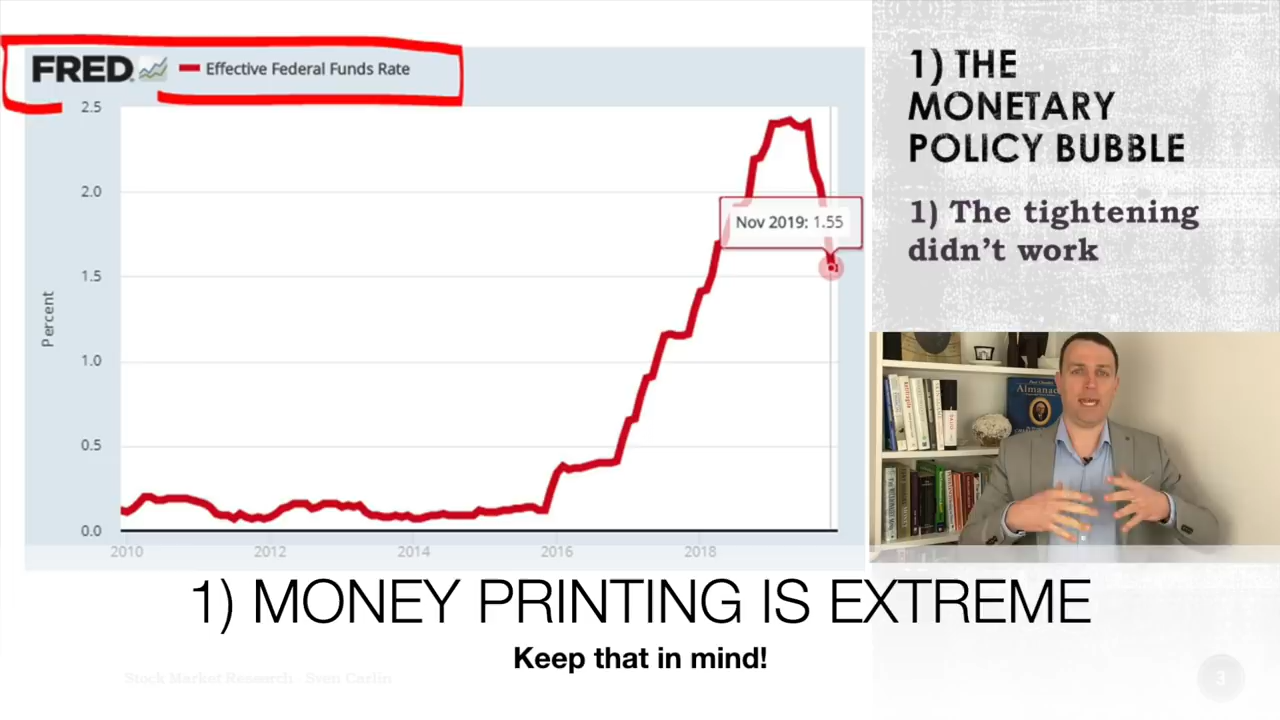 FRED
Effective Federal Funds Rate
2.5
2.0
1.5
1.0
0.5
0.0
Percent
2010
2012
2014
2016
2018
Nov 2019: 1.55
1) THE
MONETARY
POLICY BUBBLE
1) The tightening
didn’t work
Almanac
1) MONEY PRINTING IS EXTREME
Keep that in mind!
Stock Market Research Sven Carlin
3